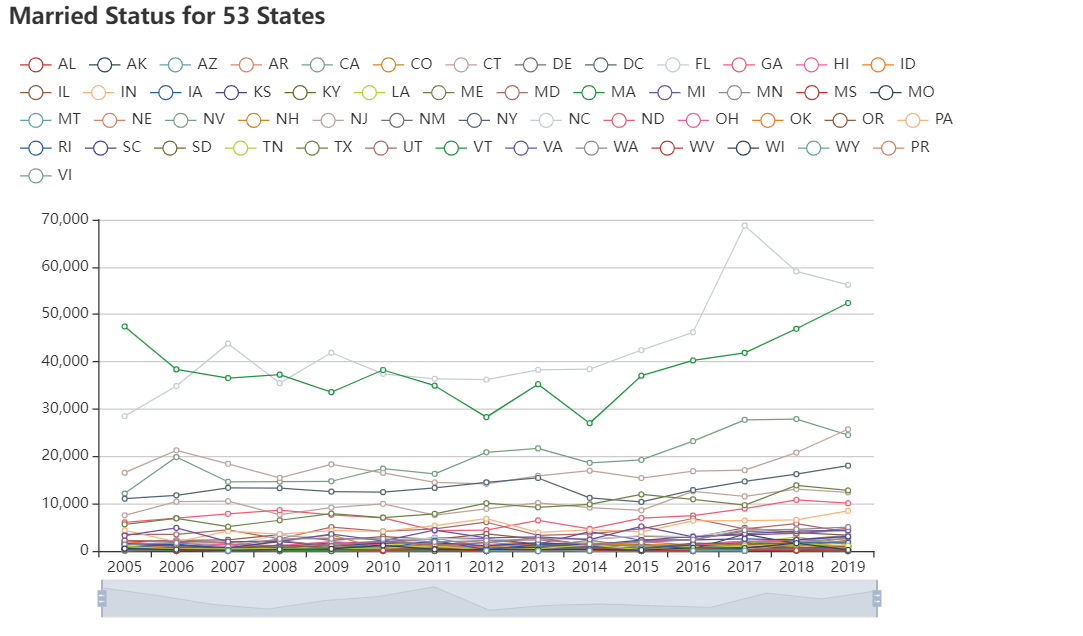 Married Status for 53 States
AL AK AZ AR CA CO CT DE DC FL GA HI ID
IL IN IA KS KY LA ME MD MA MI MN MS MO
MT NE NV NH NJ NM NY NC ND OH OK OR PA
RI SC SD TN TX UT VT VA WA WV WI WY PR
VI
70,000
60,000
50,000
40,000
30,000
20,000
10,000
0
2005 2006 2007 2008 2009 2010 2011 2012 2013 2014 2015 2016 2017 2018 2019